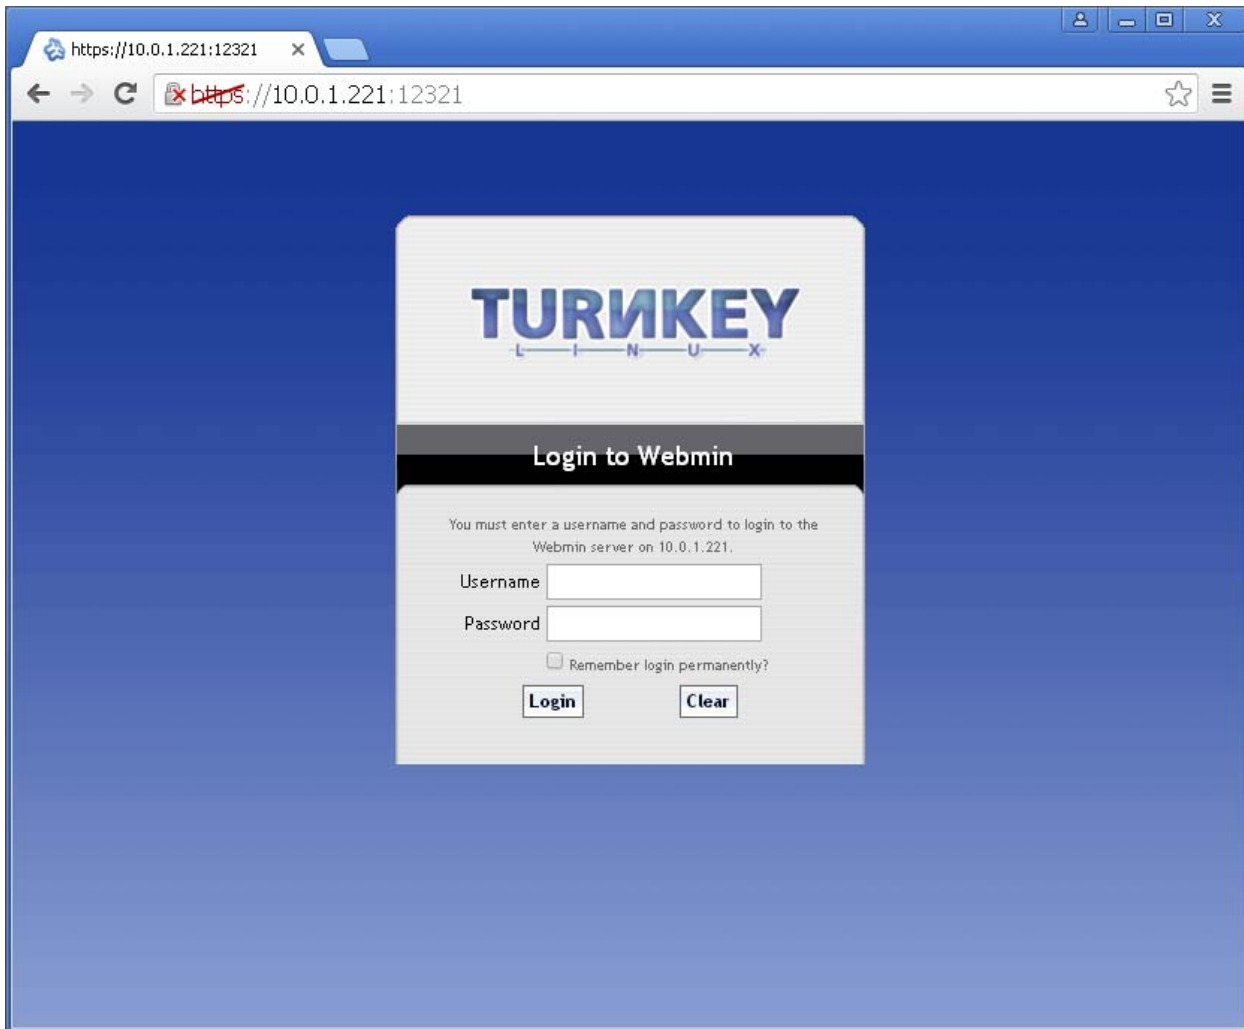 https://10.0.1.221:12321
https://10.0.1.221:12321
TURИKEY
L I N U X
Login to Webmin
You must enter a username and password to login to the
Webmin server on 10.0.1.221.
Username
Password
Remember login permanently?
Login Clear